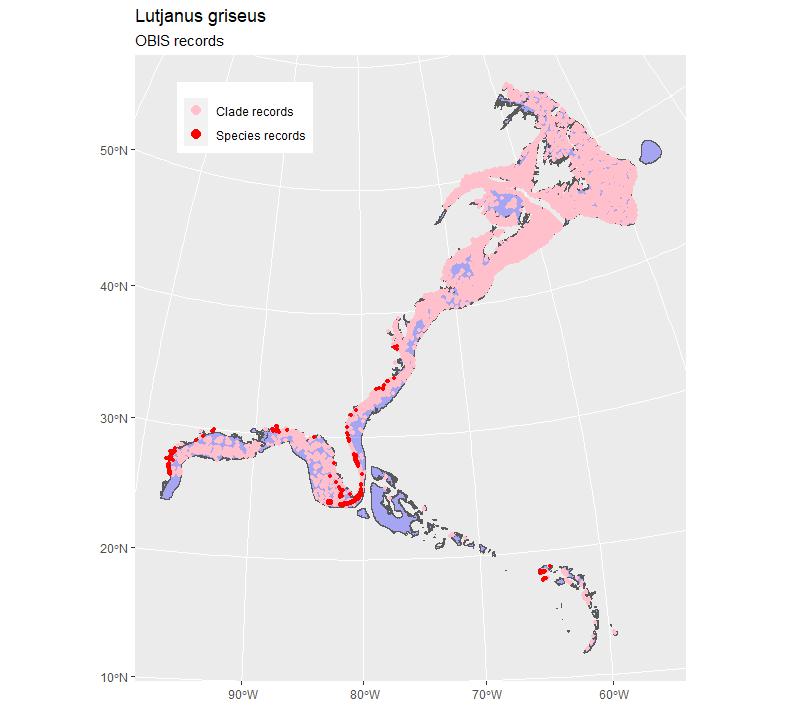 Lutjanus griseus
OBIS records
Clade records
Species records
50°N
40°N
30°N
20°N
10°N
90°W
80°W
70°W
60°W